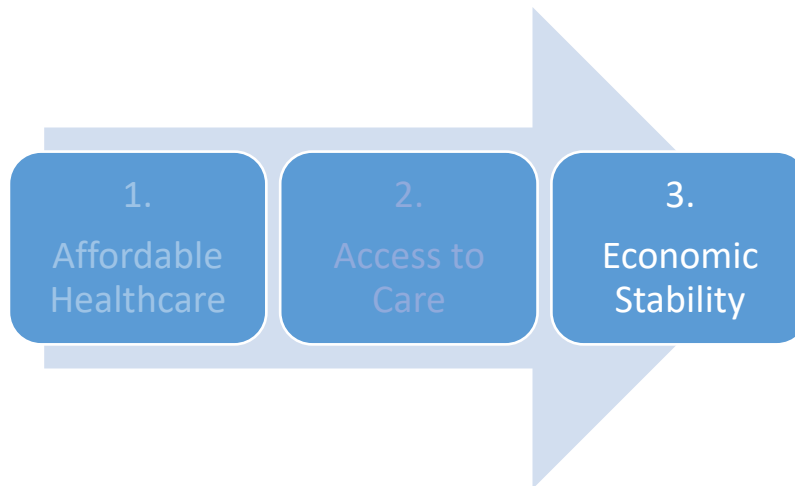 1.
Affordable
Healthcare
2.
Access to
Care
3.
Economic
Stability